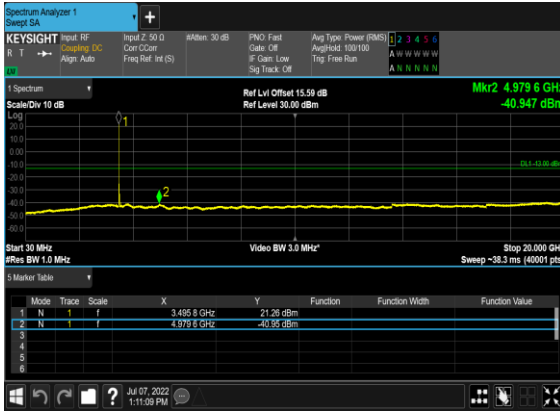 Spectrum Analyzer 1
Swept SA
+
KEYSIGHT Input: RF Input Z: 50 Ω #Atten: 30 dB PNO: Fast Avg Type: Power (RMS) 1 2 3 4 5 6
R T Coupling: DC Corr CCorr Gate: Off Avg|Hold: 100/100 A W W W W W
Align: Auto Freq Ref: Int (S) IF Gain: Low Trig: Free Run
Sig Track: Off A N N N N N
1 Spectrum
Scale/Div 10 dB
Ref Lvl Offset 15.59 dB
Ref Level 30.00 dBm
Mkr2 4.979 6 GHz
-40.947 dBm
Log
20.0
10.0
0.00
-10.0
-20.0
-30.0
-40.0
-50.0
-60.0
1
2
DL1 -13.00 dBm
Start 30 MHz Video BW 3.0 MHz* Stop 20.000 GH
#Res BW 1.0 MHz Sweep ~38.3 ms (40001 pts
5 Marker Table
Mode Trace Scale X Y Function Function Width Function Value
1 N 1 f 3.495 8 GHz 21.26 dBm
2 N 1 f 4.979 6 GHz -40.95 dBm
3
4
5
6
? Jul 07, 2022
1:11:09 PM